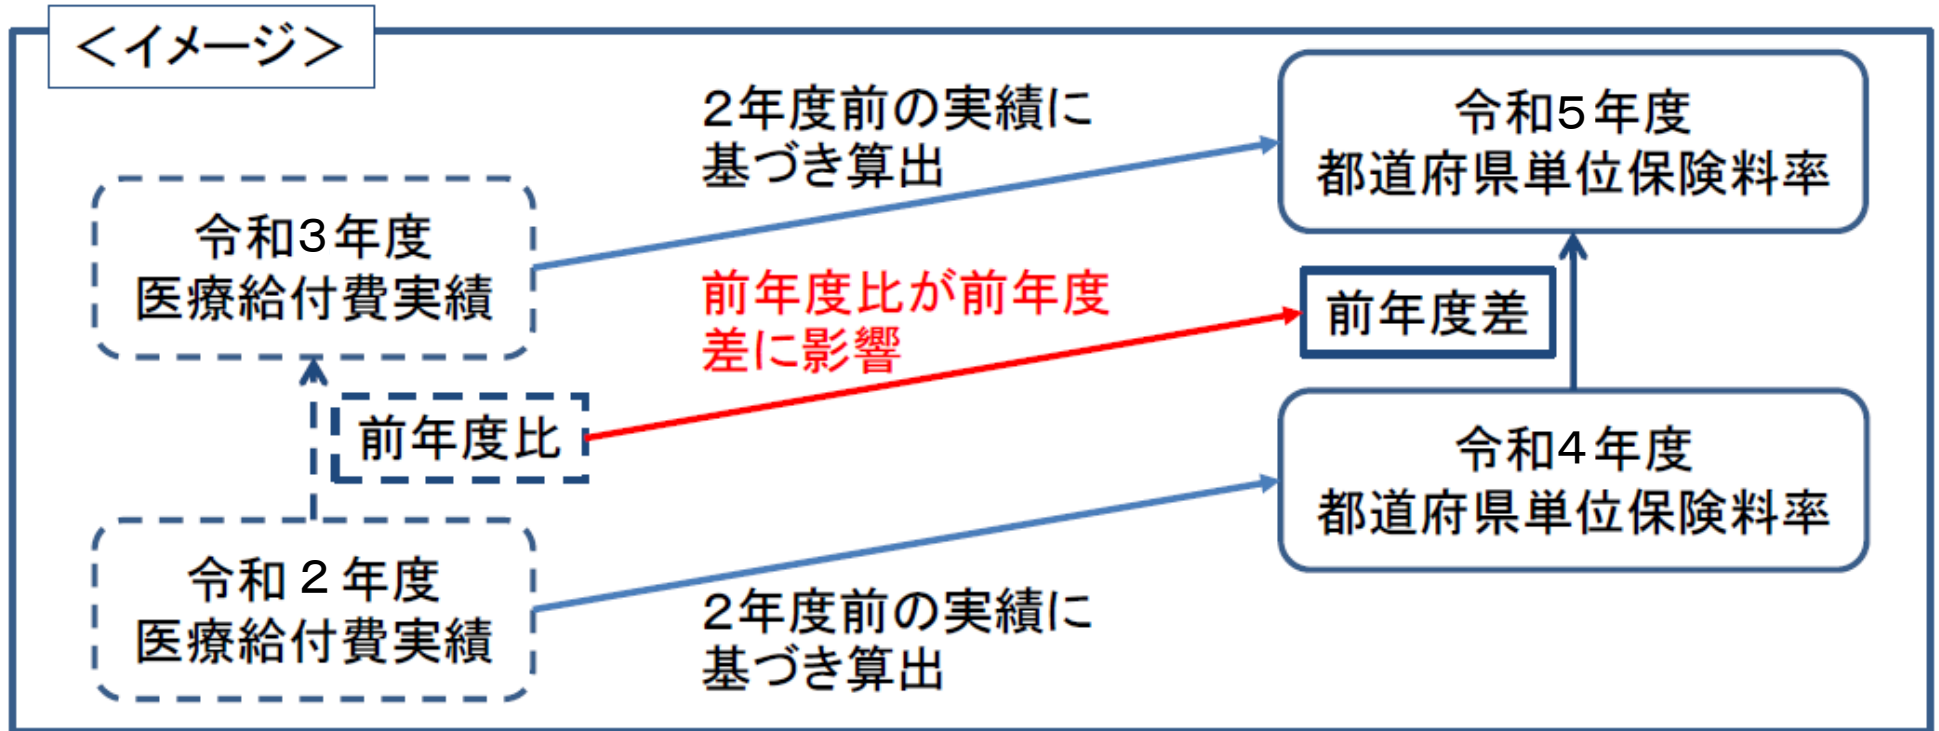 ＜イメージ＞
２年度前の実績に
基づき算出
令和５年度
都道府県単位保険料率
令和３年度
医療給付費実績
前年度比が前年度
差に影響
前年度差
前年度比
令和４年度
都道府県単位保険料率
令和２年度
医療給付費実績
２年度前の実績に
基づき算出